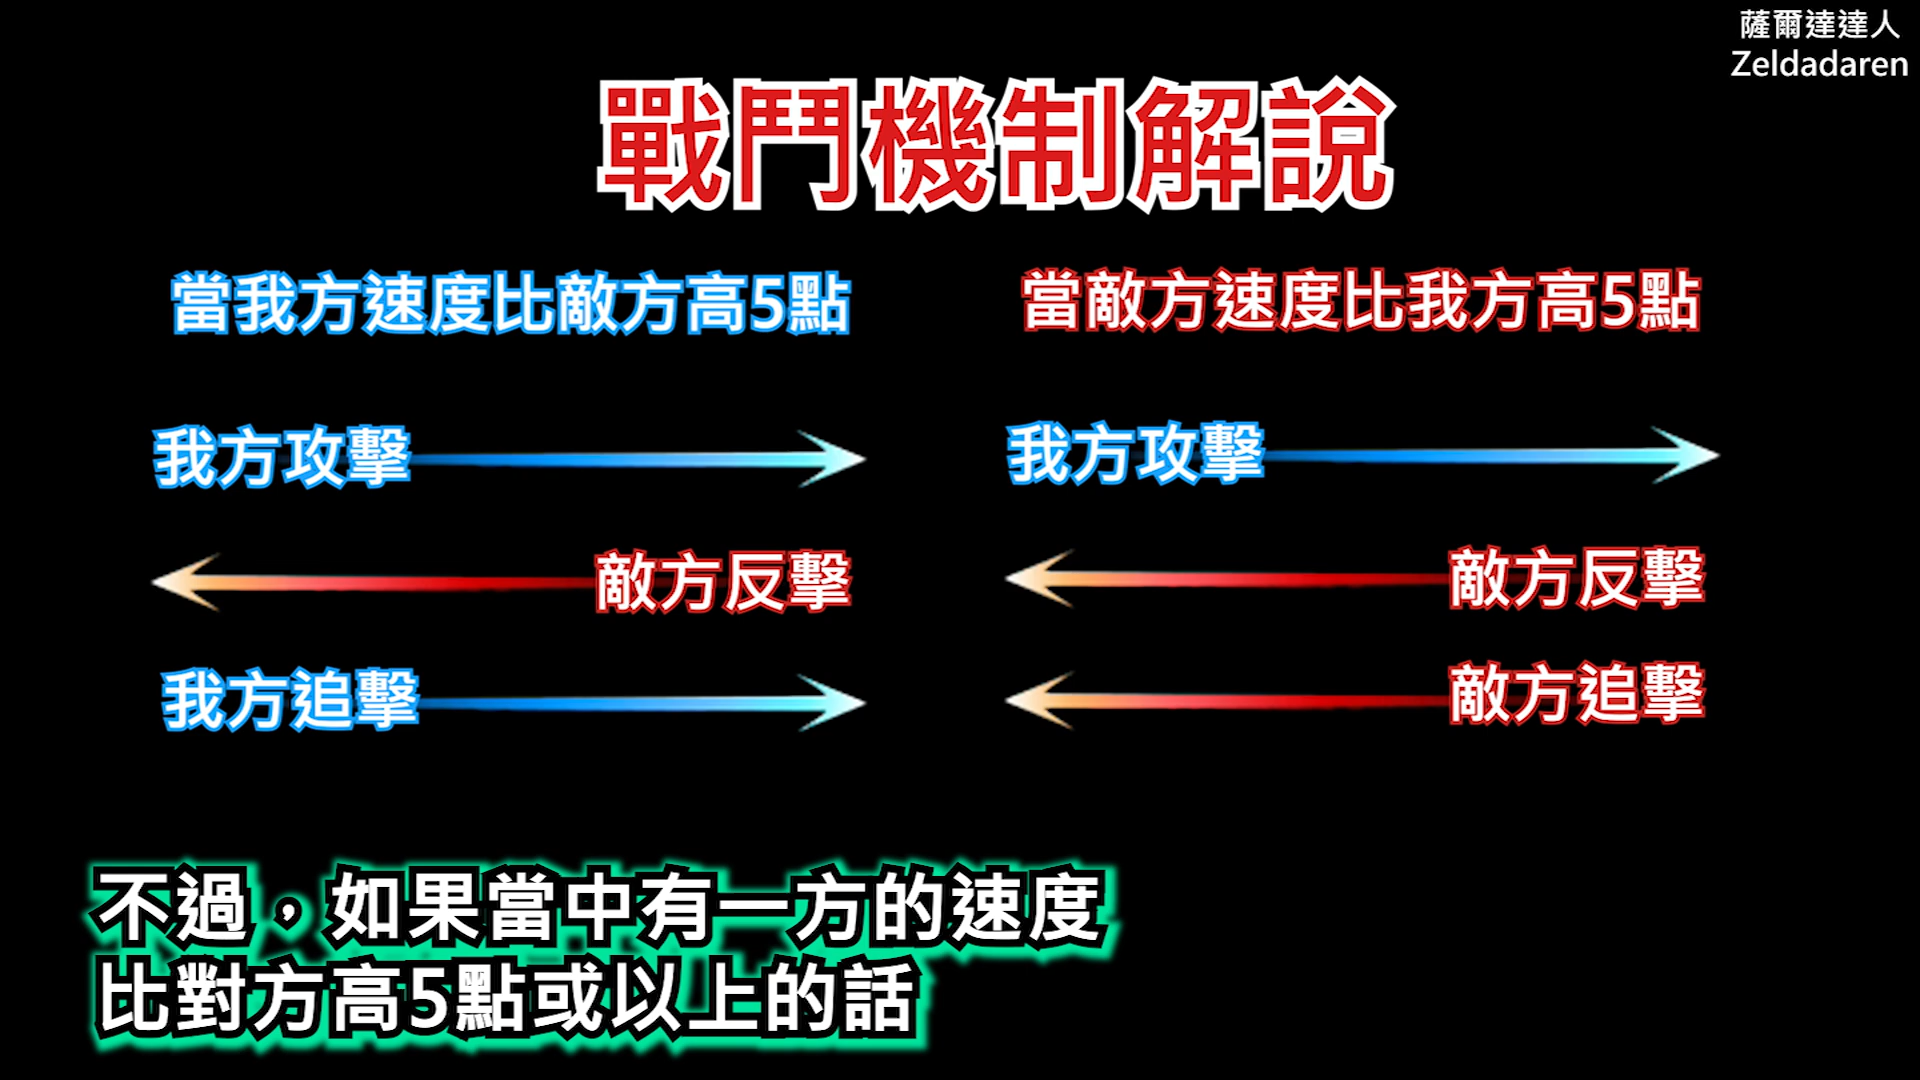 薩爾達達人
Zeldadaren
戰鬥機制解說
當我方速度比敵方高5點
我方攻擊
敵方反擊
我方追擊
當敵方速度比我方高5點
我方攻擊
敵方反擊
敵方追擊
不過，如果當中有一方的速度
比對方高5點或以上的話